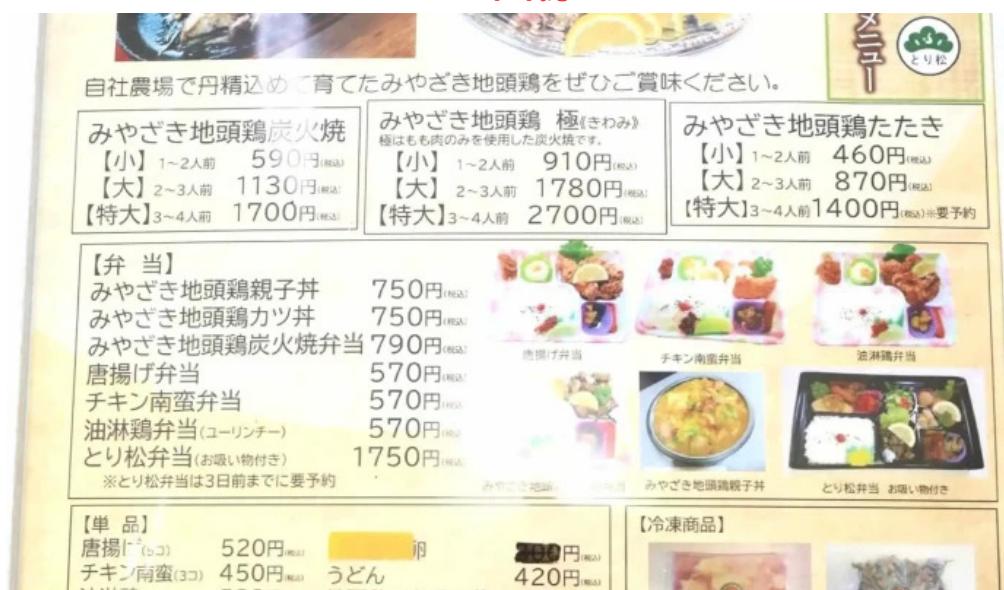 メニュー
とり松
自社農場で丹精込めて育てたみやざき地頭鶏をぜひご賞味ください。
みやざき地頭鶏炭火焼
【小】1～2人前 590円(税込)
【大】2～3人前 1130円(税込)
【特大】3～4人前 1700円(税込)
みやざき地頭鶏 極《きわみ》
極はもも肉のみを使用した炭火焼です。
【小】1～2人前 910円(税込)
【大】2～3人前 1780円(税込)
【特大】3～4人前 2700円(税込)
みやざき地頭鶏たたき
【小】1～2人前 460円(税込)
【大】2～3人前 870円(税込)
【特大】3～4人前 1400円(税込)※要予約
【弁 当】
みやざき地頭鶏親子丼 750円(税込)
みやざき地頭鶏カツ丼 750円(税込)
みやざき地頭鶏炭火焼弁当 790円(税込)
唐揚げ弁当 570円(税込)
チキン南蛮弁当 570円(税込)
油淋鶏弁当(ユーリンチー) 570円(税込)
とり松弁当(お吸い物付き) 1750円(税込)
※とり松弁当は3日前までに要予約
唐揚げ弁当
チキン南蛮弁当
油淋鶏弁当
みやざき地頭鶏親子丼
とり松弁当 お吸い物付き
【単 品】
唐揚げ(5コ) 520円(税込)
卵 円(税込)
チキン南蛮(3コ) 450円(税込)
うどん 420円(税込)
【冷凍商品】